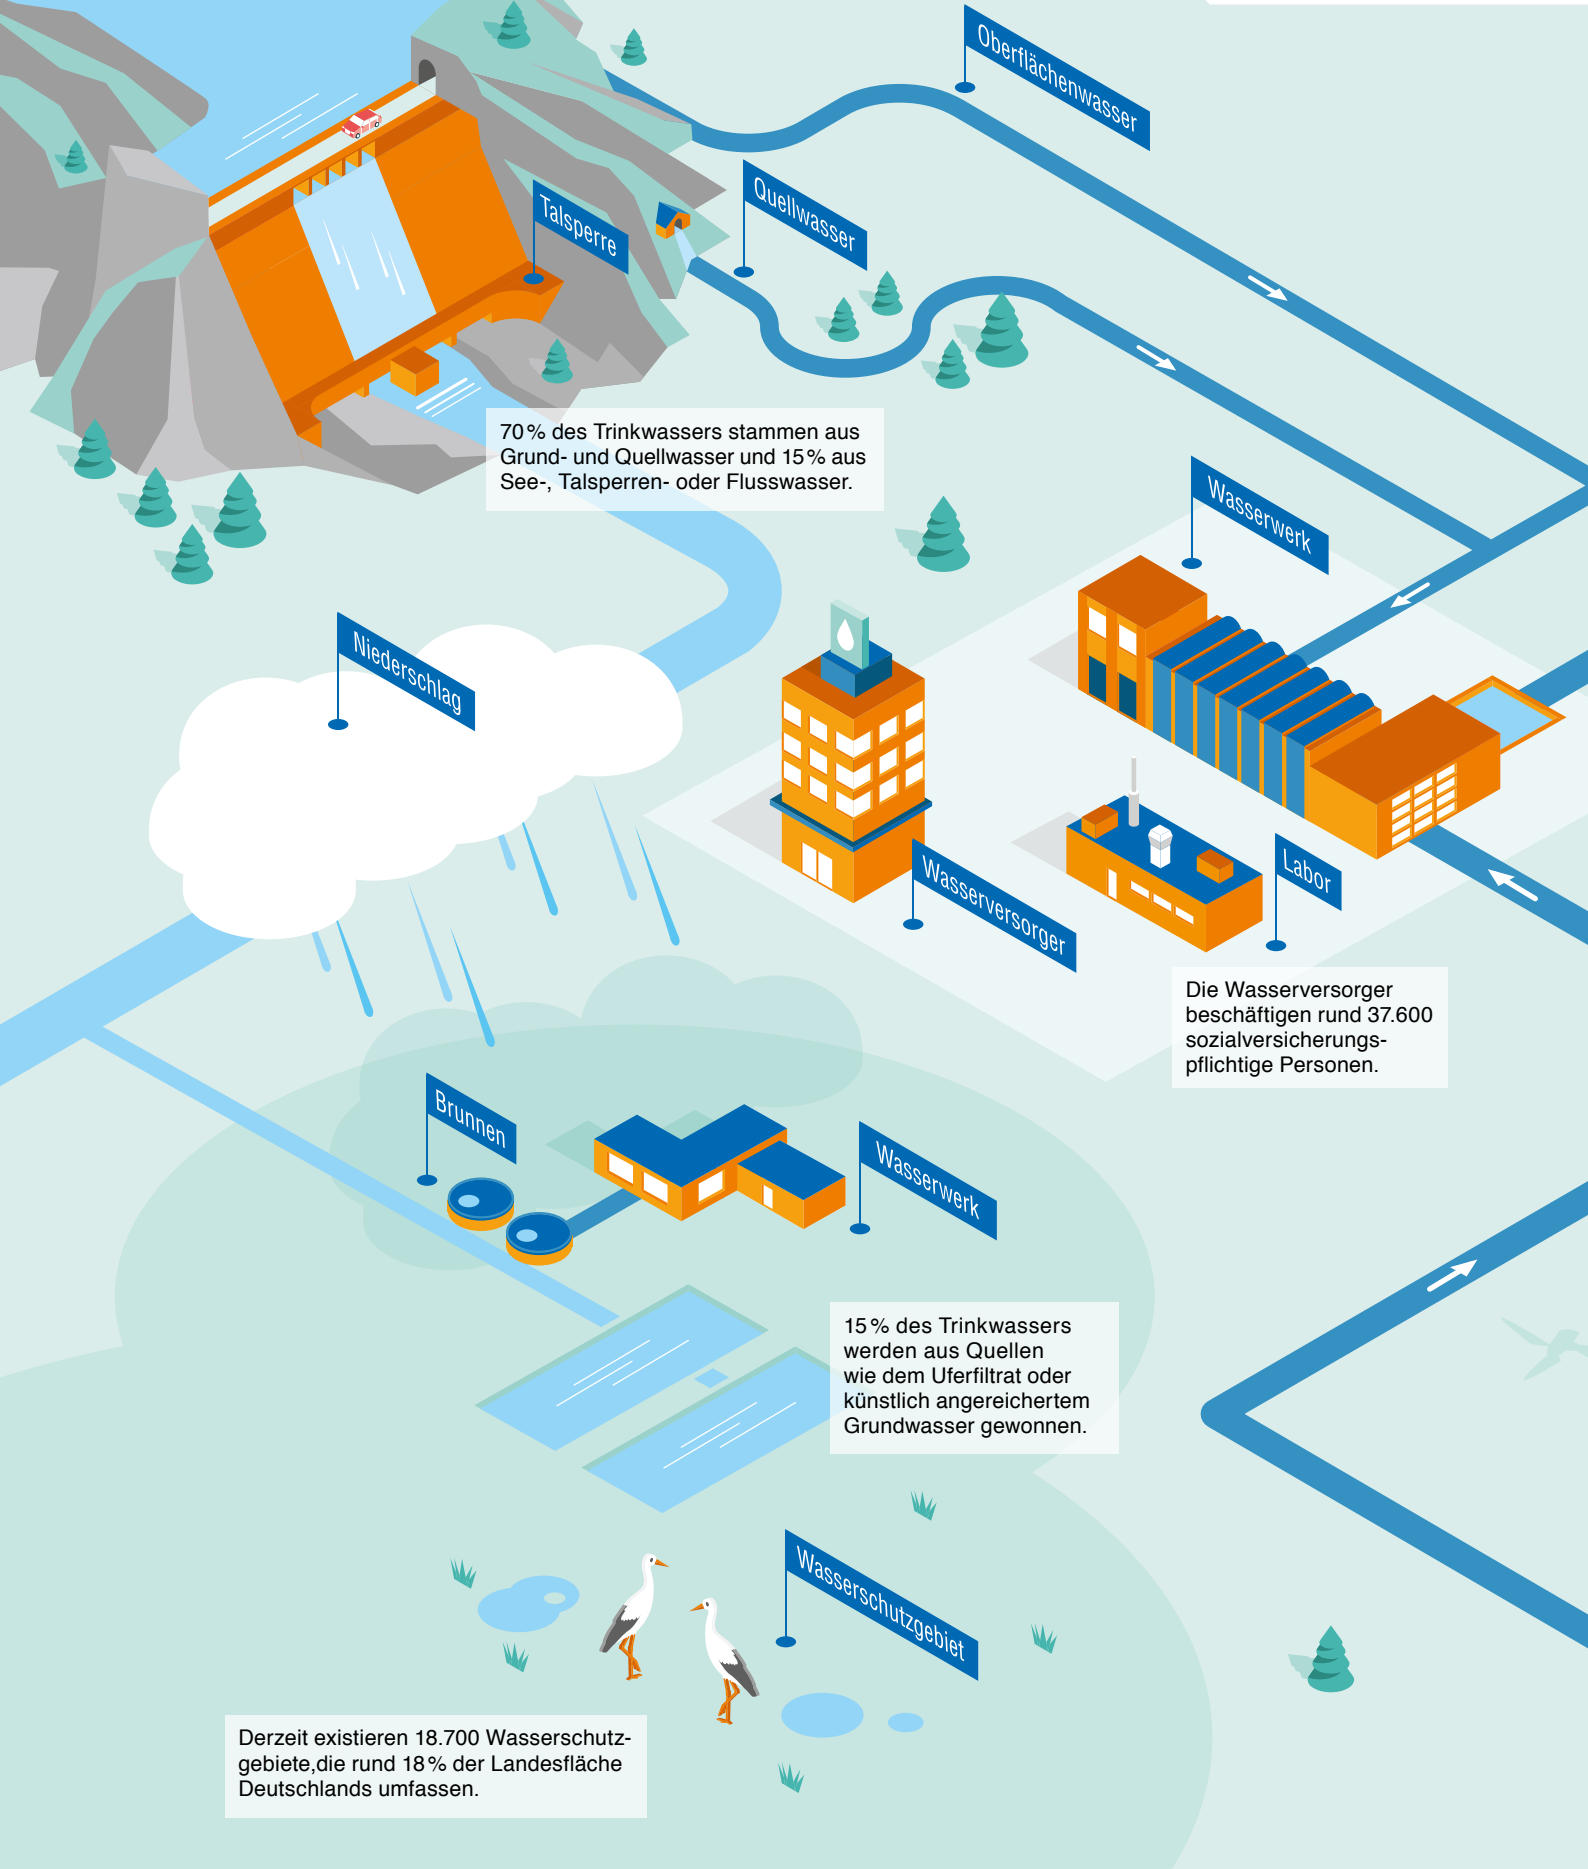 Oberflächenwasser
Quellwasser
Talsperre
70 % des Trinkwassers stammen aus
Grund- und Quellwasser und 15 % aus
See-, Talsperren- oder Flusswasser.
Wasserwerk
Niederschlag
Wasserversorger
Labor
Die Wasserversorger
beschäftigen rund 37.600
sozialversicherungs-
pflichtige Personen.
Brunnen
Wasserwerk
15 % des Trinkwassers
werden aus Quellen
wie dem Uferfiltrat oder
künstlich angereichertem
Grundwasser gewonnen.
Wasserschutzgebiet
Derzeit existieren 18.700 Wasserschutz-
gebiete,die rund 18 % der Landesfläche
Deutschlands umfassen.